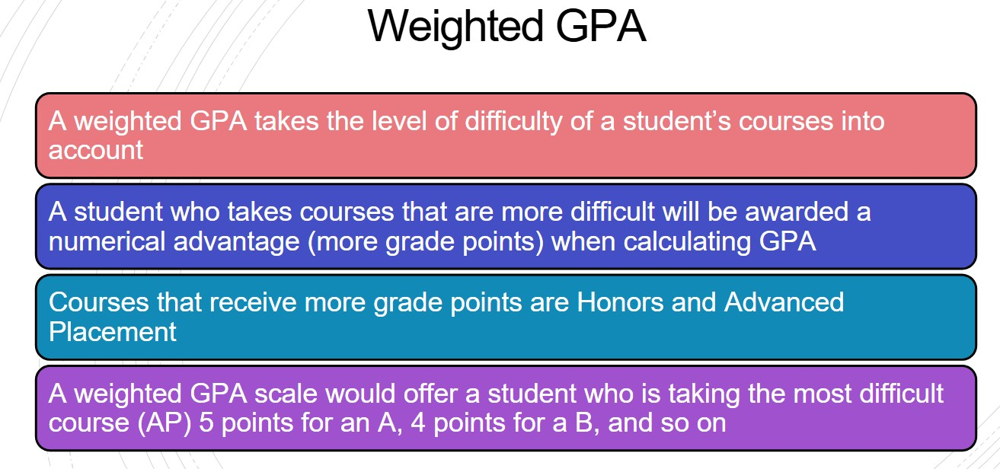 Weighted GPA
A weighted GPA takes the level of difficulty of a student’s courses into
account
A student who takes courses that are more difficult will be awarded a
numerical advantage (more grade points) when calculating GPA
Courses that receive more grade points are Honors and Advanced
Placement
A weighted GPA scale would offer a student who is taking the most difficult
course (AP) 5 points for an A, 4 points for a B, and so on